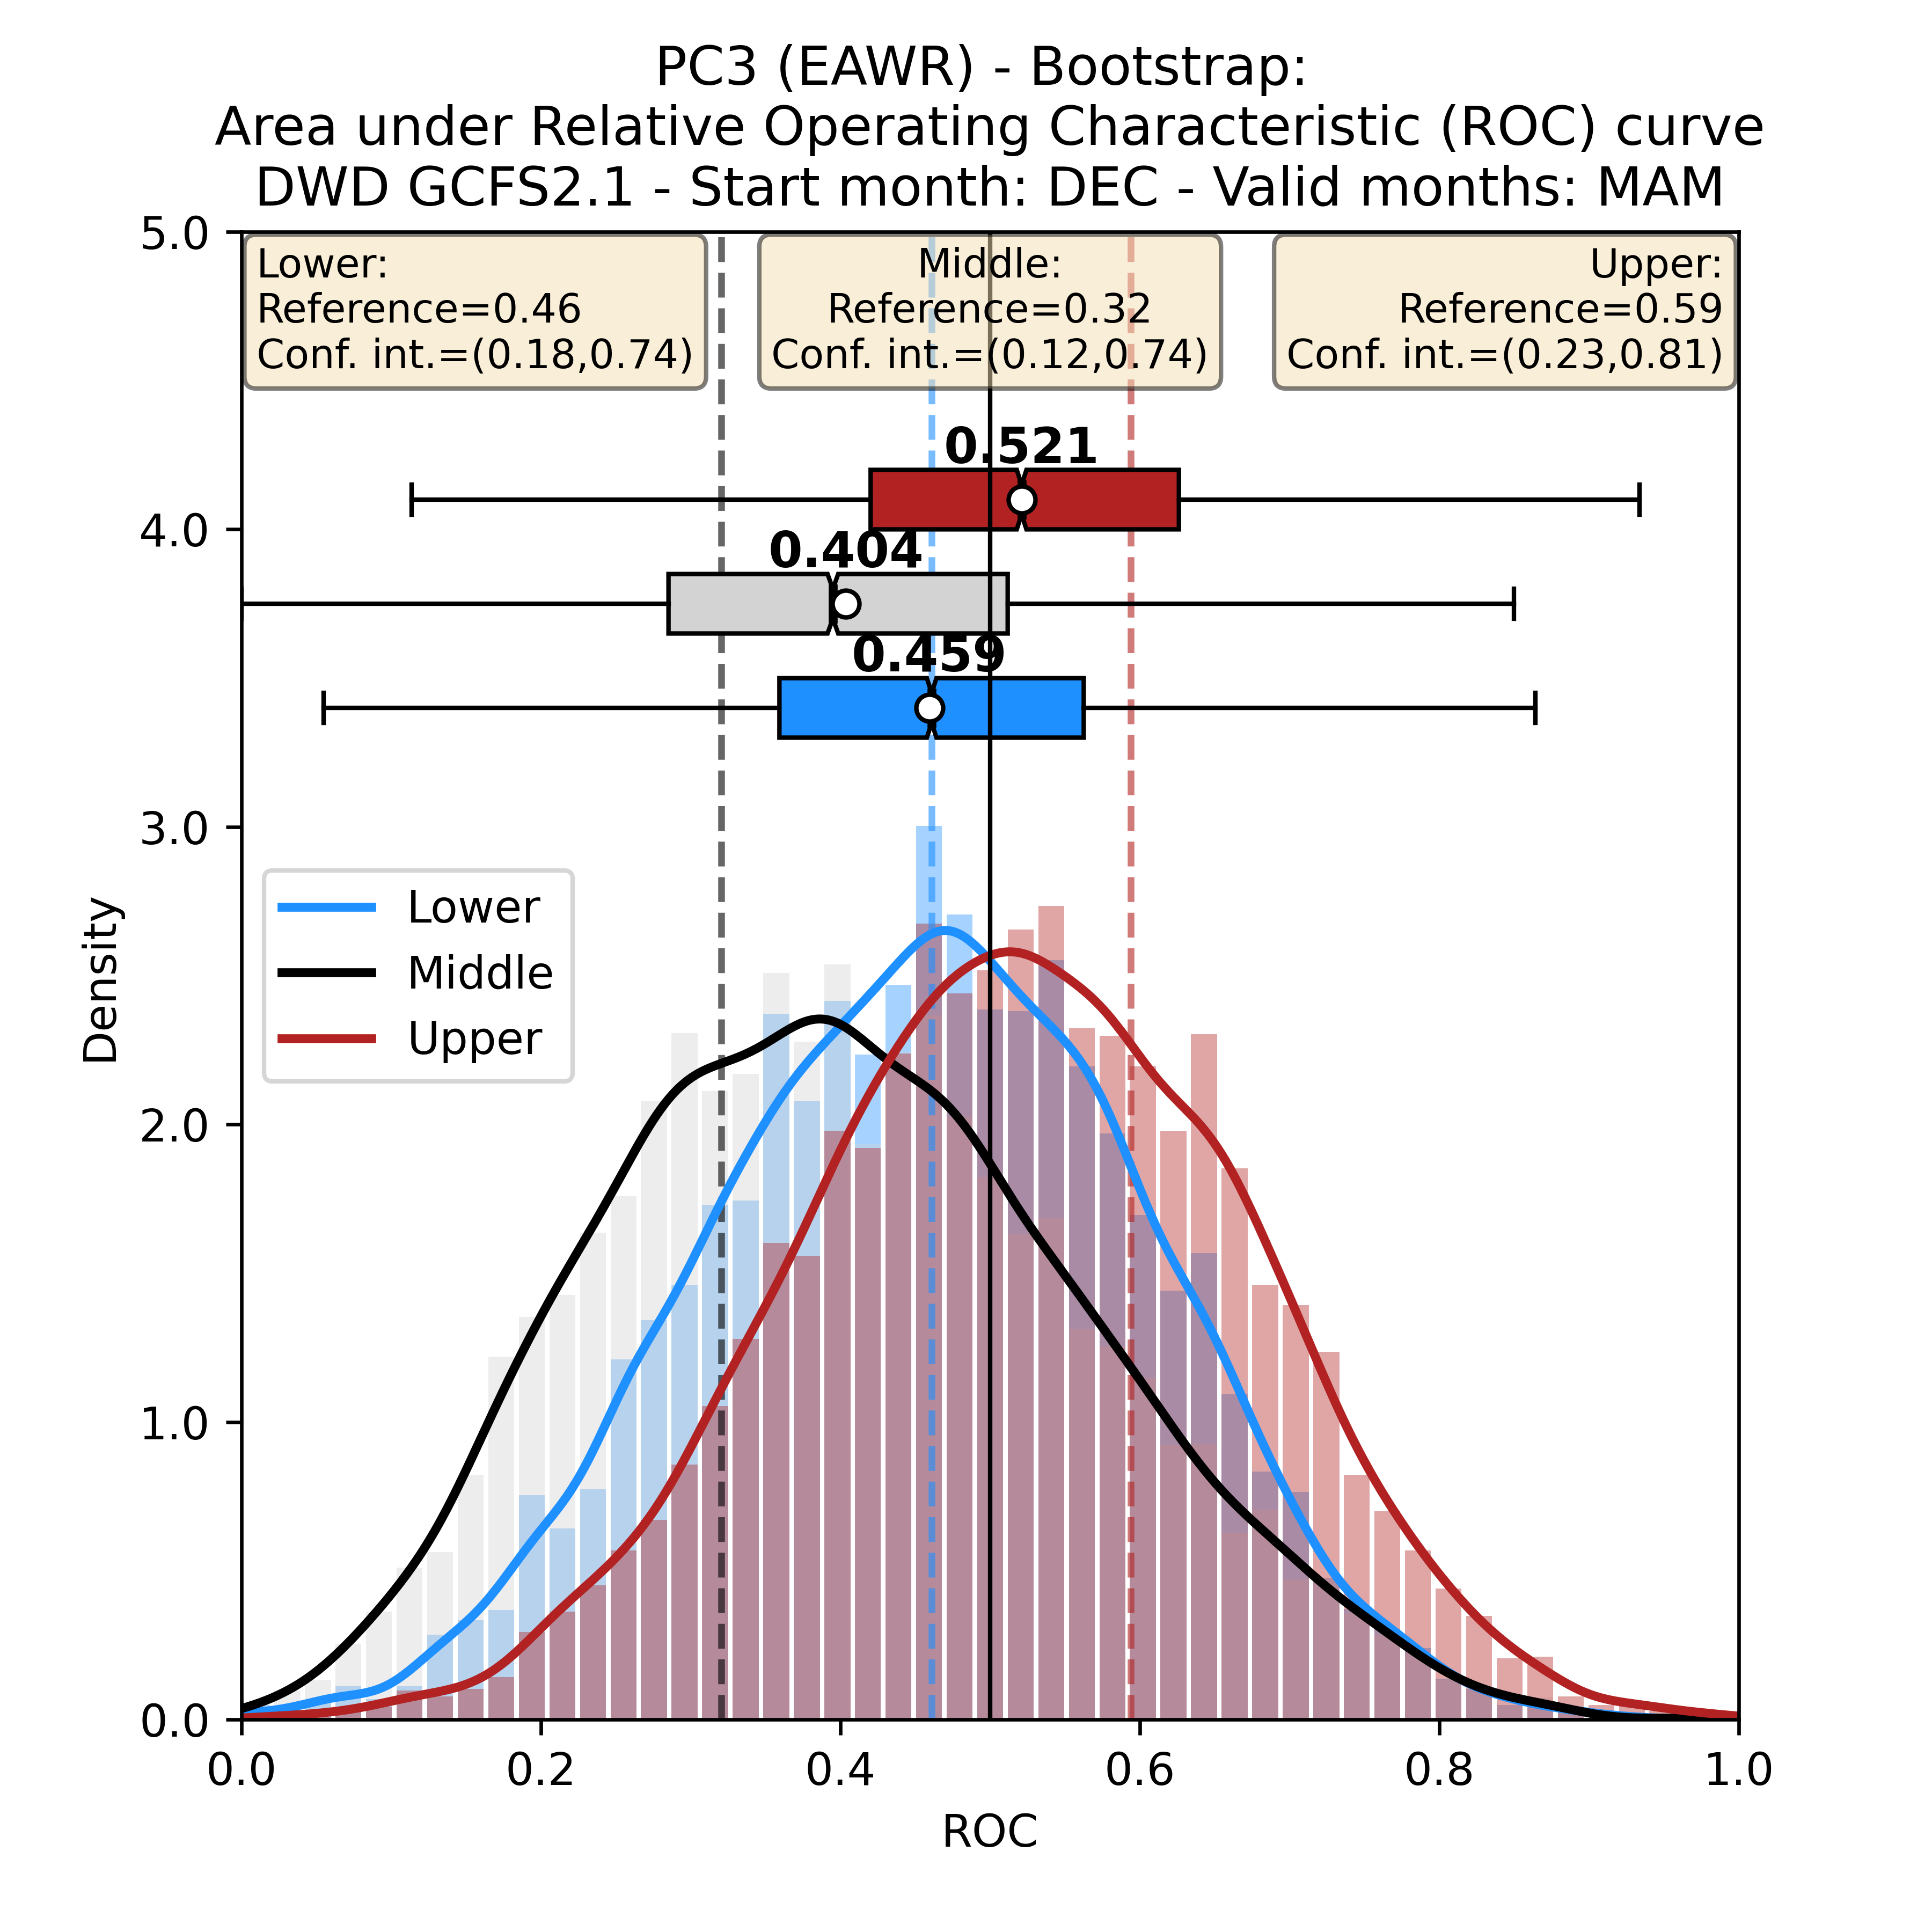 PC3 (EAWR) - Bootstrap:
Area under Relative Operating Characteristic (ROC) curve
DWD GCFS2.1 - Start month: DEC - Valid months: MAM
Lower:
Reference=0.46
Conf. int.=(0.18,0.74)
Middle:
Reference=0.32
Conf. int.=(0.12,0.74)
Upper:
Reference=0.59
Conf. int.=(0.23,0.81)
0.521
0.404
0.459
Lower
Middle
Upper
Density
5.0
4.0
3.0
2.0
1.0
0.0
0.0 0.2 0.4 0.6 0.8 1.0
ROC